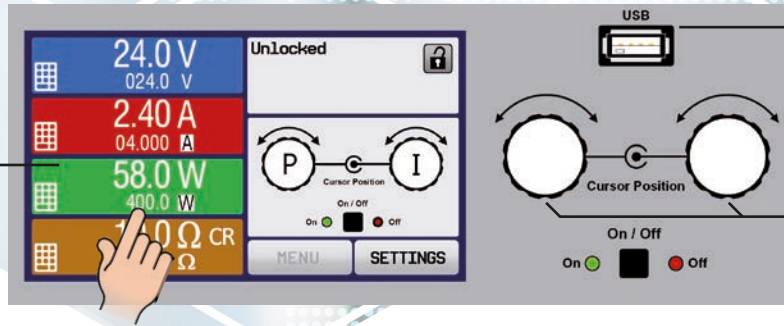 24.0 V
024.0 V
2.40 A
04.000 A
58.0 W
400.0 W
Ω CR
Ω
Unlocked
P
I
Cursor Position
On / Off
On
Off
MENU
SETTINGS
USB
Cursor Position
On / Off
On
Off